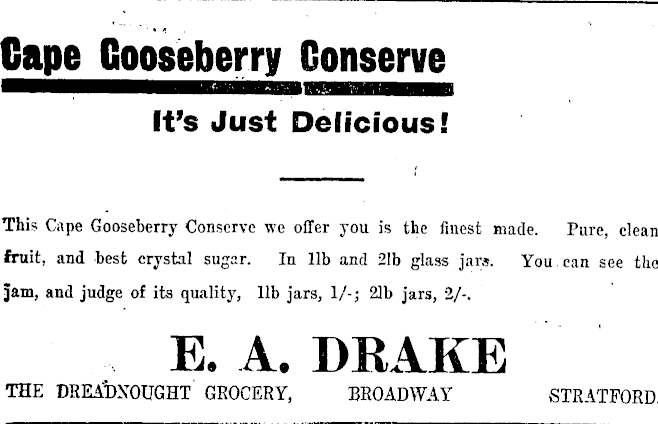 Cape Gooseberry Conserve
It's Just Delicious!
This Cape Gooseberry Conserve we offer you is the finest made. Pure, clean
fruit, and best crystal sugar. In 1lb and 2lb glass jars. You can see the
jam, and judge of its quality, 1lb jars, 1/-; 2lb jars, 2/-.
E. A. DRAKE
THE DREADNOUGHT GROCERY, BROADWAY STRATFORD.